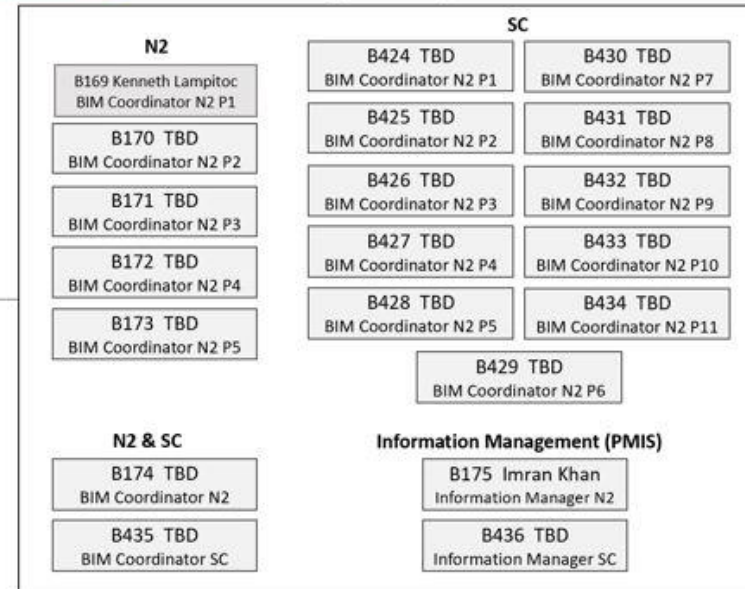 N2
B169 Kenneth Lampitoc
BIM Coordinator N2 P1
B170 TBD
BIM Coordinator N2 P2
B171 TBD
BIM Coordinator N2 P3
B172 TBD
BIM Coordinator N2 P4
B173 TBD
BIM Coordinator N2 P5
SC
B424 TBD
BIM Coordinator N2 P1
B425 TBD
BIM Coordinator N2 P2
B426 TBD
BIM Coordinator N2 P3
B427 TBD
BIM Coordinator N2 P4
B428 TBD
BIM Coordinator N2 P5
B430 TBD
BIM Coordinator N2 P7
B431 TBD
BIM Coordinator N2 P8
B432 TBD
BIM Coordinator N2 P9
B433 TBD
BIM Coordinator N2 P10
B434 TBD
BIM Coordinator N2 P11
B429 TBD
BIM Coordinator N2 P6
N2 & SC
B174 TBD
BIM Coordinator N2
B435 TBD
BIM Coordinator SC
Information Management (PMIS)
B175 Imran Khan
Information Manager N2
B436 TBD
Information Manager SC